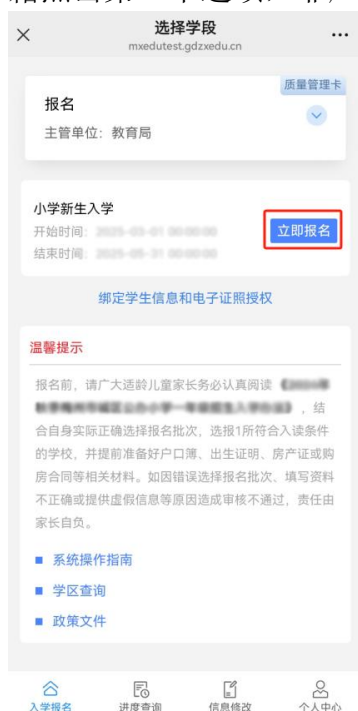 选择学段
mxedutest.gdzxedu.cn
质量管理卡
报名
主管单位：教育局
小学新生入学
开始时间：
立即报名
结束时间：
绑定学生信息和电子证照授权
温馨提示
报名前，请广大适龄儿童家长务必认真阅读
，结
合自身实际正确选择报名批次，选报1所符合入读条件
的学校，并提前准备好户口簿、出生证明、房产证或购
房合同等相关材料。如因错误选择报名批次、填写资料
不正确或提供虚假信息等原因造成审核不通过，责任由
家长自负。
系统操作指南
学区查询
政策文件
入学报名 进度查询 信息修改 个人中心